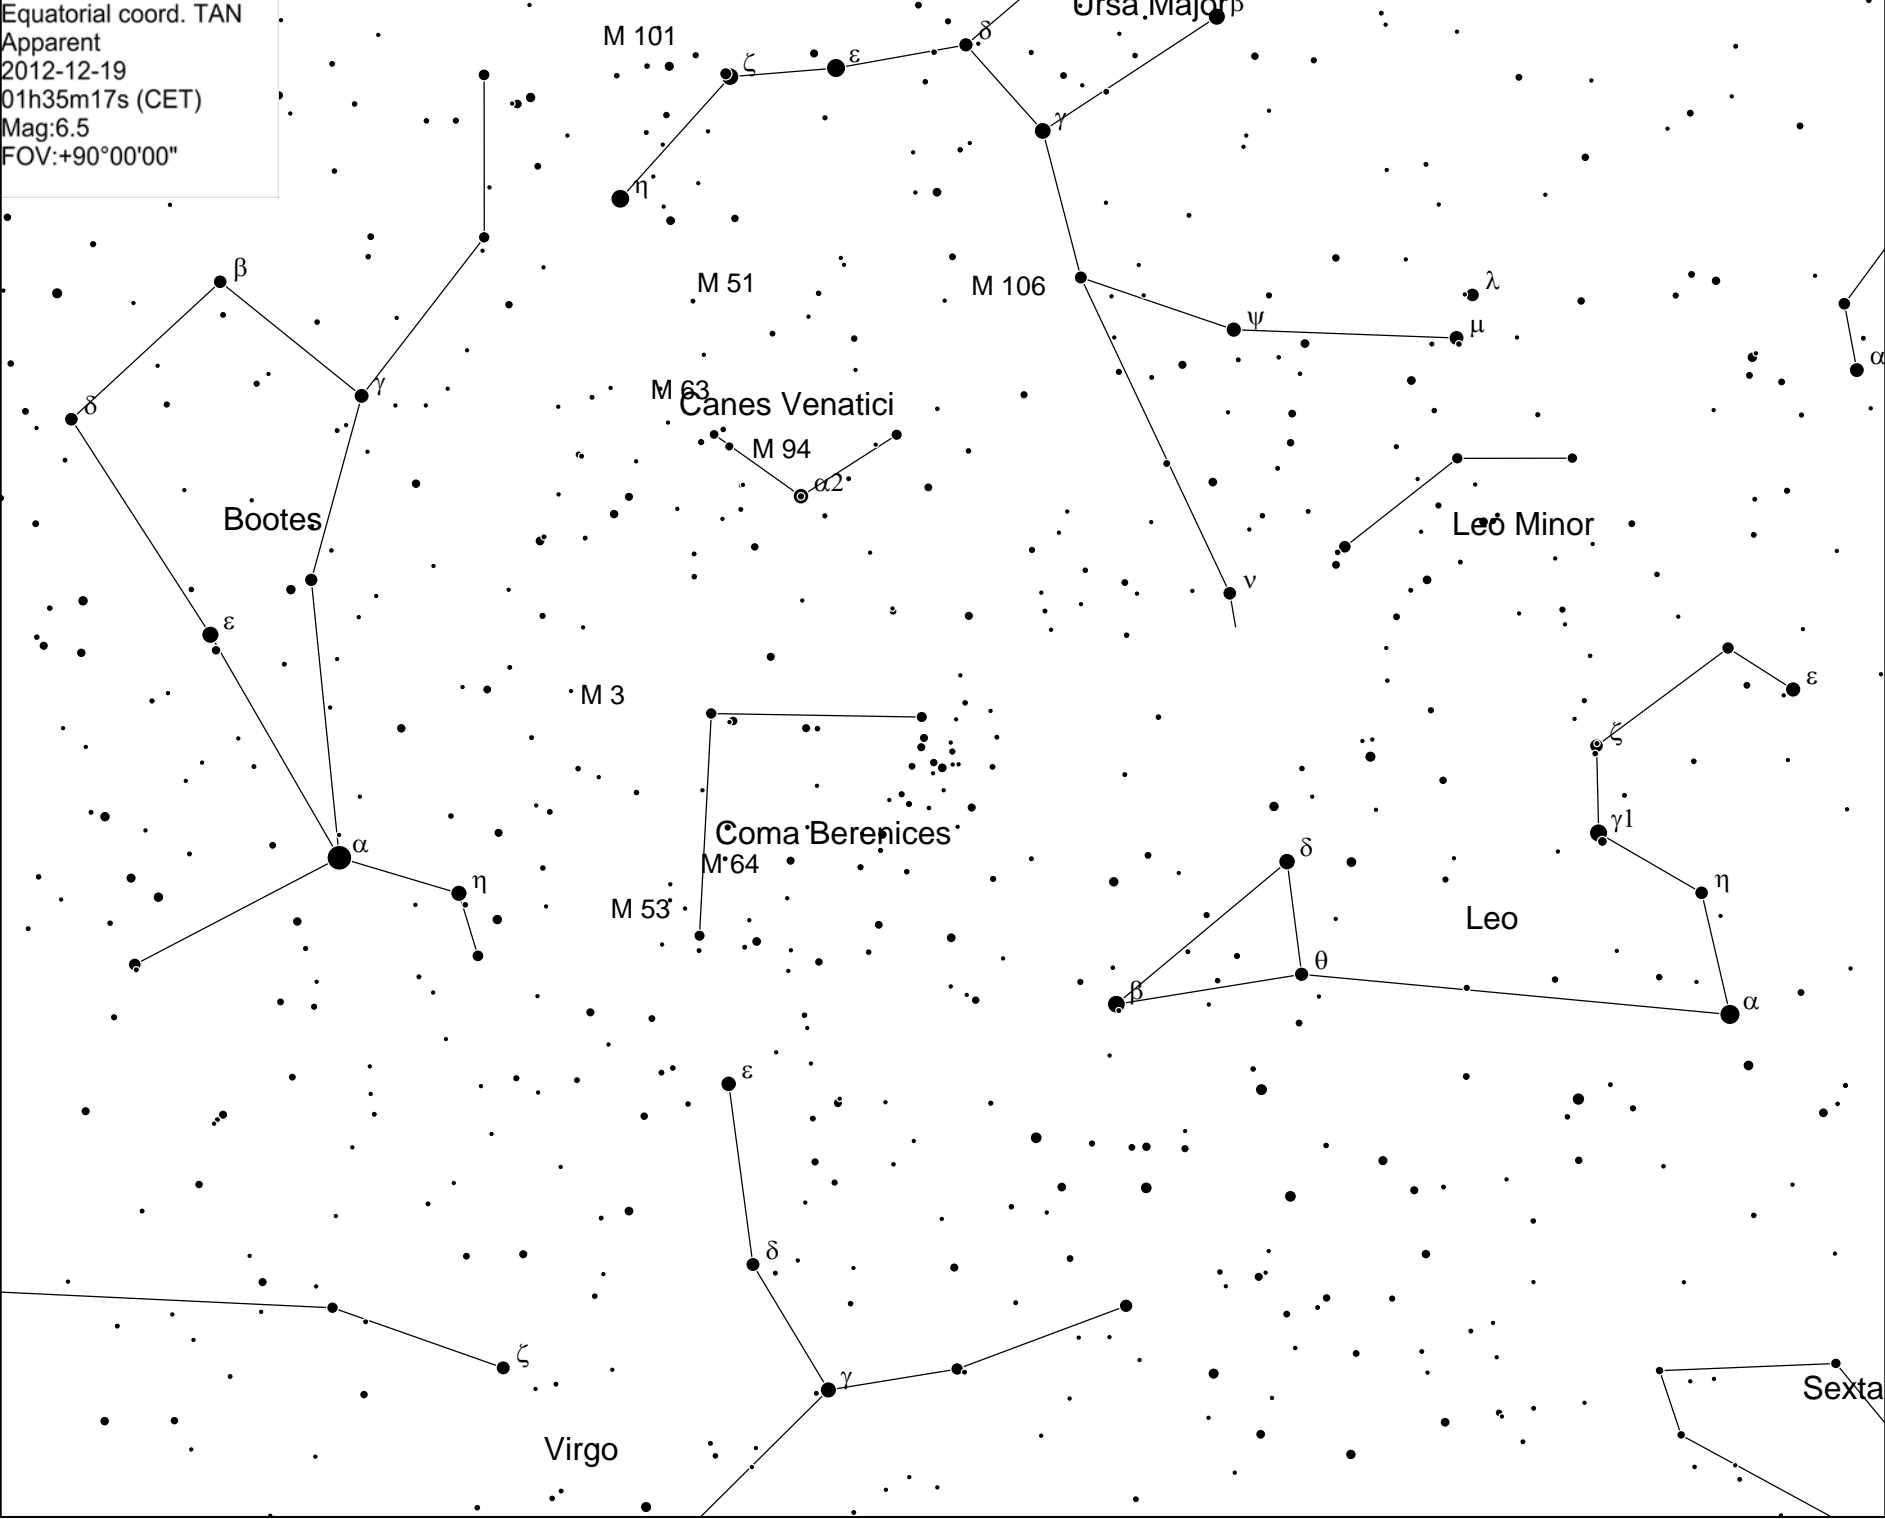 Equatorial coord. TAN
Apparent
2012-12-19
01h35m17s (CET)
Mag:6.5
FOV:+90°00'00"
Ursa Major
β
M 101
δ
ζ
ε
γ
η
β
M 51
M 106
λ
ψ
μ
α
γ
M 63
Canes Venatici
δ
M 94
α2
Bootes
Leo Minor
ν
ε
M 3
ε
ζ
γ1
Coma Berenices
α
δ
M 64
η
η
M 53
Leo
θ
β
α
ε
δ
ζ
γ
Sexta
Virgo